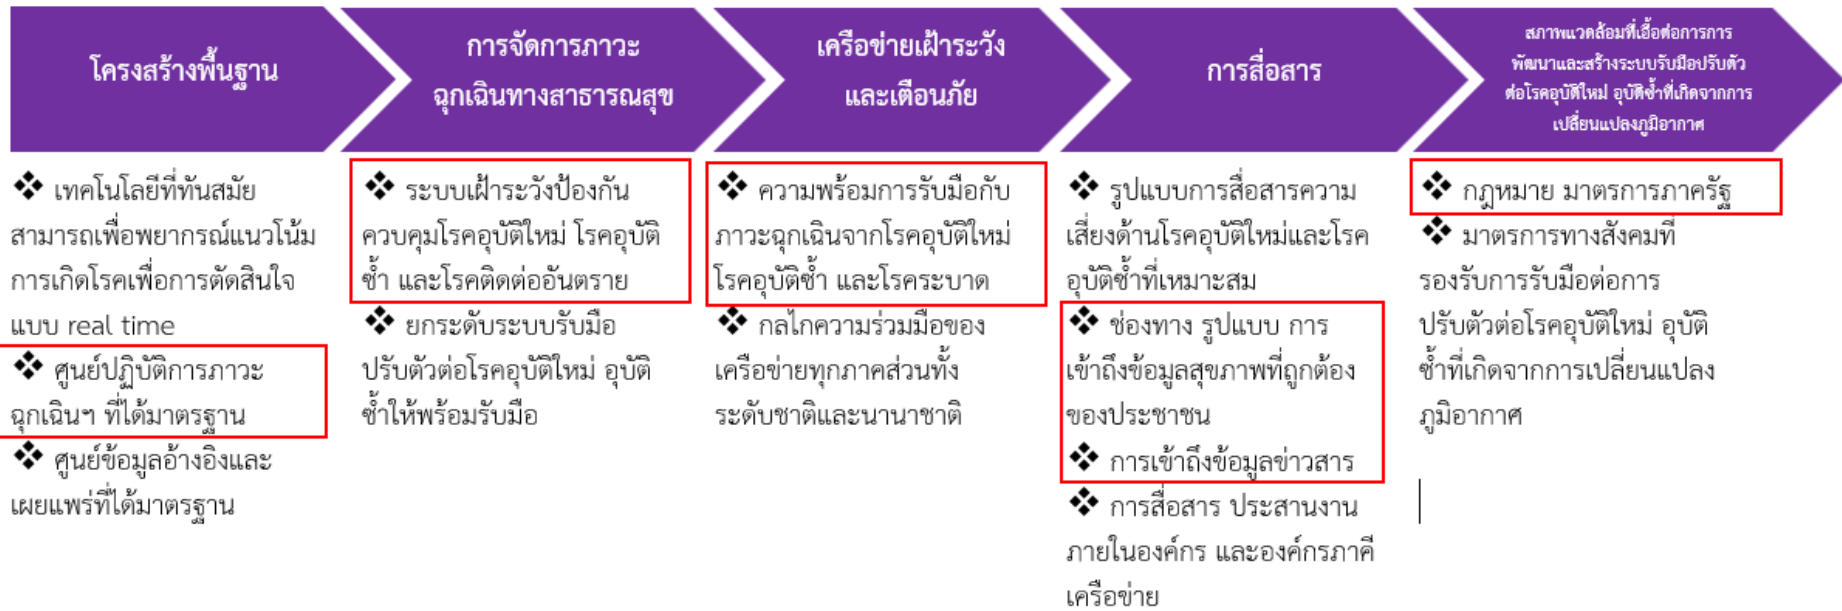 โครงสร้างพื้นฐาน
การจัดการภาวะ
ฉุกเฉินทางสาธารณสุข
เครือข่ายเฝ้าระวัง
และเตือนภัย
การสื่อสาร
สภาพแวดล้อมที่เอื้อต่อการการ
พัฒนาและสร้างระบบรับมือปรับตัว
ต่อโรคอุบัติใหม่ อุบัติซ้ำที่เกิดจากการ
เปลี่ยนแปลงภูมิอากาศ
❖ เทคโนโลยีที่ทันสมัย
สามารถเพื่อพยากรณ์แนวโน้ม
การเกิดโรคเพื่อการตัดสินใจ
แบบ real time
❖ ศูนย์ปฏิบัติการภาวะ
ฉุกเฉินฯ ที่ได้มาตรฐาน
❖ ศูนย์ข้อมูลอ้างอิงและ
เผยแพร่ที่ได้มาตรฐาน
❖ ระบบเฝ้าระวังป้องกัน
ควบคุมโรคอุบัติใหม่ โรคอุบัติ
ซ้ำ และโรคติดต่ออันตราย
❖ ยกระดับระบบรับมือ
ปรับตัวต่อโรคอุบัติใหม่ อุบัติ
ซ้ำให้พร้อมรับมือ
❖ ความพร้อมการรับมือกับ
ภาวะฉุกเฉินจากโรคอุบัติใหม่
โรคอุบัติซ้ำ และโรคระบาด
❖ กลไกความร่วมมือของ
เครือข่ายทุกภาคส่วนทั้ง
ระดับชาติและนานาชาติ
❖ รูปแบบการสื่อสารความ
เสี่ยงด้านโรคอุบัติใหม่และโรค
อุบัติซ้ำที่เหมาะสม
❖ ช่องทาง รูปแบบ การ
เข้าถึงข้อมูลสุขภาพที่ถูกต้อง
ของประชาชน
❖ การเข้าถึงข้อมูลข่าวสาร
❖ การสื่อสาร ประสานงาน
ภายในองค์กร และองค์กรภาคี
เครือข่าย
❖ กฎหมาย มาตรการภาครัฐ
❖ มาตรการทางสังคมที่
รองรับการรับมือต่อการ
ปรับตัวต่อโรคอุบัติใหม่ อุบัติ
ซ้ำที่เกิดจากการเปลี่ยนแปลง
ภูมิอากาศ